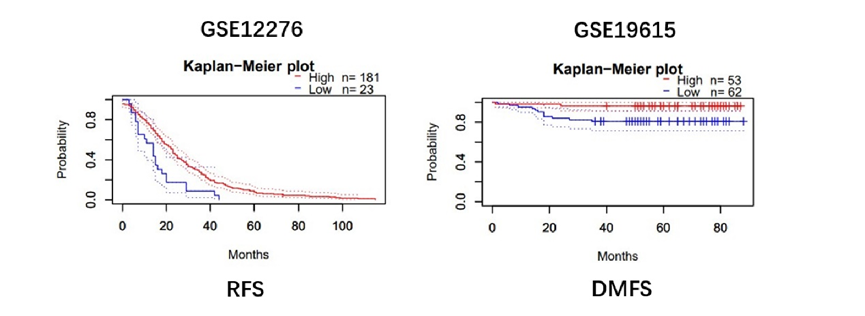 GSE12276
Kaplan−Meier plot
High n= 181
Low n= 23
Probability
0.8
0.4
0.0
0 20 40 60 80 100
Months
RFS
GSE19615
Kaplan−Meier plot
High n= 53
Low n= 62
Probability
0.8
0.4
0.0
0 20 40 60 80
Months
DMFS